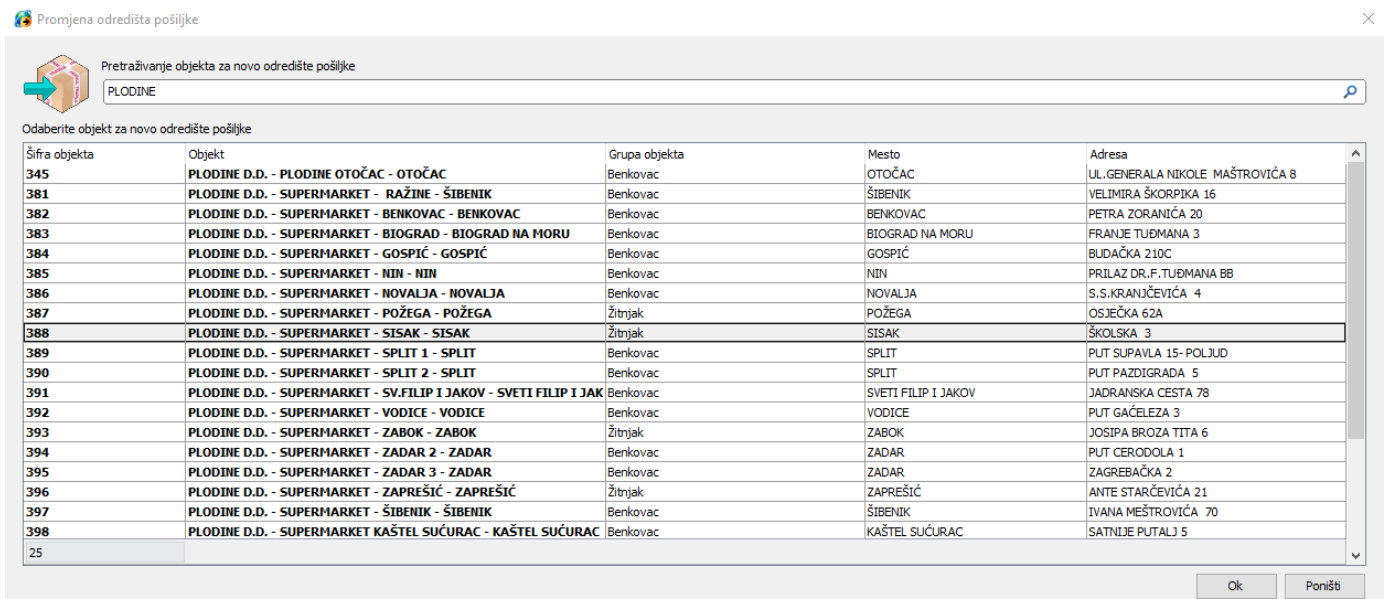 Promjena odredišta pošiljke
Pretraživanje objekta za novo odredište pošiljke
PLODINE
Odaberite objekt za novo odredište pošiljke
Šifra objekta Objekt Grupa objekta Mesto Adresa
345 PLODINE D.D. - PLODINE OTOČAC - OTOČAC Benkovac OTOČAC UL.GENERALA NIKOLE MAŠTROVIĆA 8
381 PLODINE D.D. - SUPERMARKET - RAŽINE - ŠIBENIK Benkovac ŠIBENIK VELIMIRA ŠKORPIKA 16
382 PLODINE D.D. - SUPERMARKET - BENKOVAC - BENKOVAC Benkovac BENKOVAC PETRA ZORANIĆA 20
383 PLODINE D.D. - SUPERMARKET - BIOGRAD - BIOGRAD NA MORU Benkovac BIOGRAD NA MORU FRANJE TUĐMANA 3
384 PLODINE D.D. - SUPERMARKET - GOSPIĆ - GOSPIĆ Benkovac GOSPIĆ BUDAČKA 210C
385 PLODINE D.D. - SUPERMARKET - NIN - NIN Benkovac NIN PRILAZ DR.F.TUĐMANA BB
386 PLODINE D.D. - SUPERMARKET - NOVALJA - NOVALJA Benkovac NOVALJA S.S.KRANJČEVIĆA 4
387 PLODINE D.D. - SUPERMARKET - POŽEGA - POŽEGA Žitnjak POŽEGA OSJEČKA 62A
388 PLODINE D.D. - SUPERMARKET - SISAK - SISAK Žitnjak SISAK ŠKOLSKA 3
389 PLODINE D.D. - SUPERMARKET - SPLIT 1 - SPLIT Benkovac SPLIT PUT SUPAVLA 15- POLJUD
390 PLODINE D.D. - SUPERMARKET - SPLIT 2 - SPLIT Benkovac SPLIT PUT PAZDIGRADA 5
391 PLODINE D.D. - SUPERMARKET - SV.FILIP I JAKOV - SVETI FILIP I JAK Benkovac SVETI FILIP I JAKOV JADRANSKA CESTA 78
392 PLODINE D.D. - SUPERMARKET - VODICE - VODICE Benkovac VODICE PUT GAĆELEZA 3
393 PLODINE D.D. - SUPERMARKET - ZABOK - ZABOK Žitnjak ZABOK JOSIPA BROZA TITA 6
394 PLODINE D.D. - SUPERMARKET - ZADAR 2 - ZADAR Benkovac ZADAR PUT CERODOLA 1
395 PLODINE D.D. - SUPERMARKET - ZADAR 3 - ZADAR Benkovac ZADAR ZAGREBAČKA 2
396 PLODINE D.D. - SUPERMARKET - ZAPREŠIĆ - ZAPREŠIĆ Žitnjak ZAPREŠIĆ ANTE STARČEVIĆA 21
397 PLODINE D.D. - SUPERMARKET - ŠIBENIK - ŠIBENIK Benkovac ŠIBENIK IVANA MEŠTROVIĆA 70
398 PLODINE D.D. - SUPERMARKET KAŠTEL SUĆURAC - KAŠTEL SUĆURAC Benkovac KAŠTEL SUĆURAC SATNIJE PUTALJ 5
25
Ok Poništi